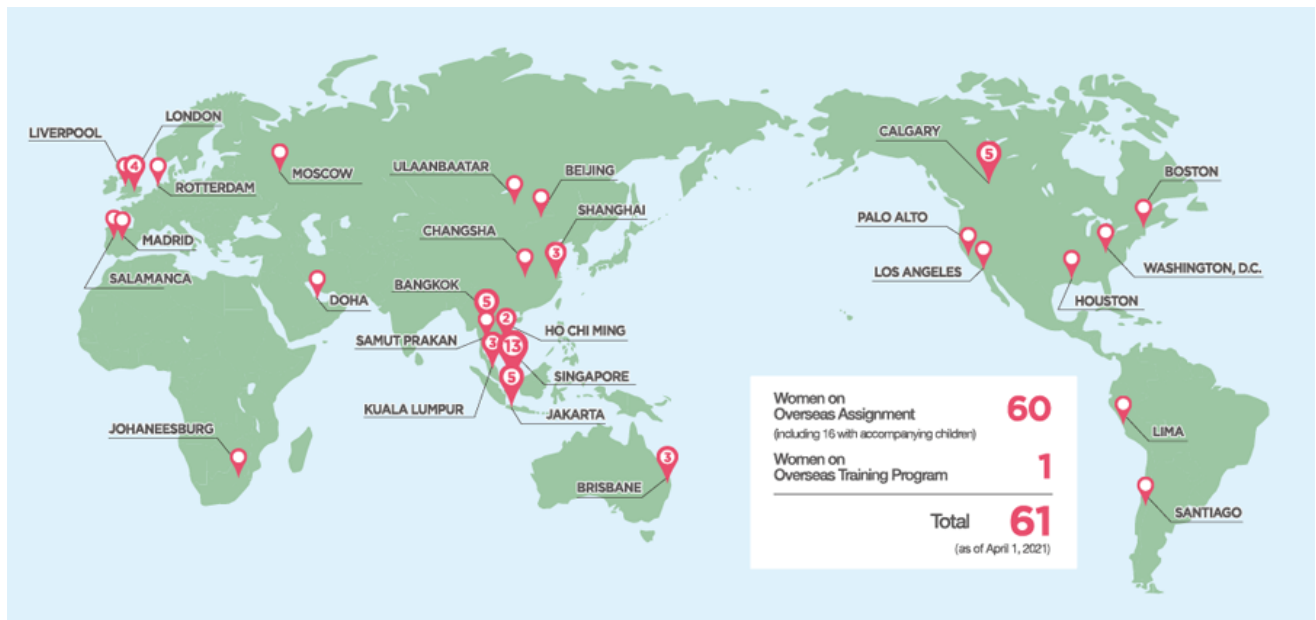 LONDON
LIVERPOOL
4
MOSCOW
ROTTERDAM
MADRID
SALAMANCA
ULAANBAATAR
BEIJING
SHANGHAI
CHANGSHA
3
DOHA
BANGKOK
5
2
HO CHI MING
SAMUT PRAKAN
3
13
SINGAPORE
5
KUALA LUMPUR
JAKARTA
JOHANEESBURG
3
BRISBANE
CALGARY
5
BOSTON
PALO ALTO
LOS ANGELES
WASHINGTON, D.C.
HOUSTON
LIMA
SANTIAGO
Women on
Overseas Assignment
60
(including 16 with accompanying children)
Women on
Overseas Training Program
1
Total 61
(as of April 1, 2021)